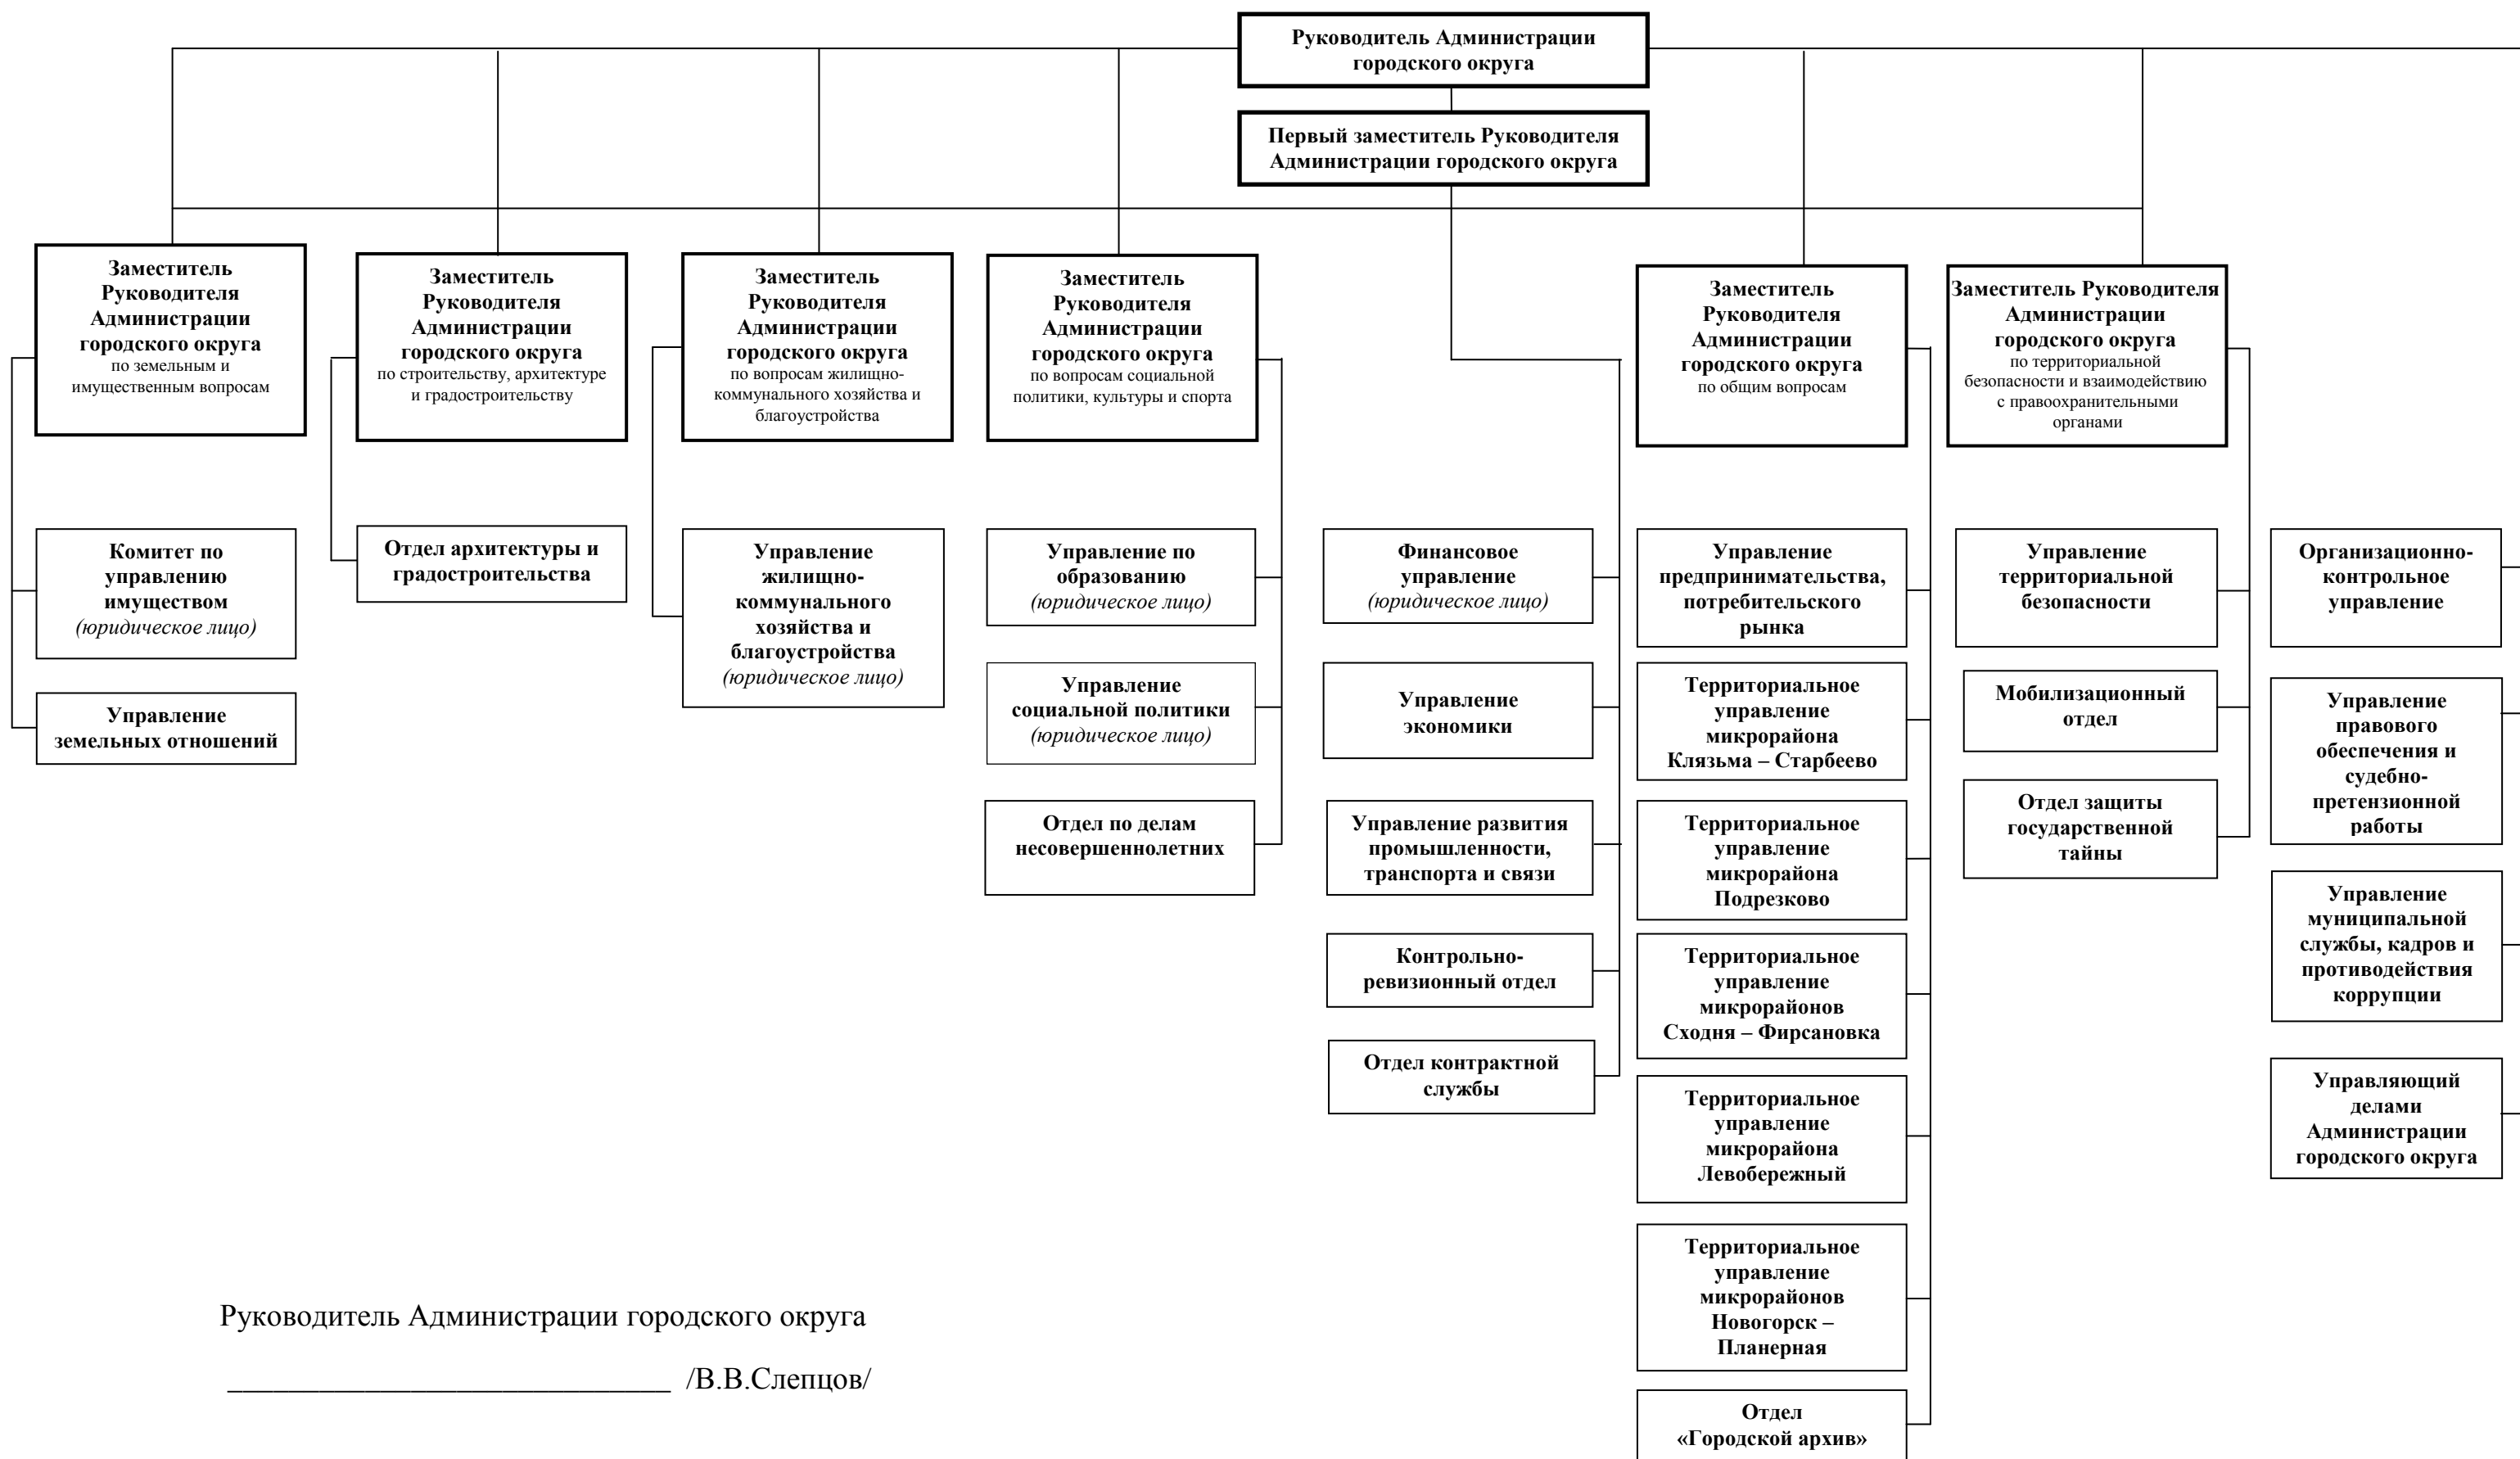 Руководитель Администрации
городского округа
Первый заместитель Руководителя
Администрации городского округа
Заместитель
Руководителя
Администрации
городского округа
по земельным и
имущественным вопросам
Заместитель
Руководителя
Администрации
городского округа
по строительству, архитектуре
и градостроительству
Заместитель
Руководителя
Администрации
городского округа
по вопросам жилищно-
коммунального хозяйства и
благоустройства
Заместитель
Руководителя
Администрации
городского округа
по вопросам социальной
политики, культуры и спорта
Заместитель
Руководителя
Администрации
городского округа
по общим вопросам
Заместитель Руководителя
Администрации
городского округа
по территориальной
безопасности и взаимодействию
с правоохранительными
органами
Комитет по
управлению
имуществом
(юридическое лицо)
Управление
земельных отношений
Отдел архитектуры и
градостроительства
Управление
жилищно-
коммунального
хозяйства и
благоустройства
(юридическое лицо)
Управление по
образованию
(юридическое лицо)
Управление
социальной политики
(юридическое лицо)
Отдел по делам
несовершеннолетних
Финансовое
управление
(юридическое лицо)
Управление
экономики
Управление развития
промышленности,
транспорта и связи
Контрольно-
ревизионный отдел
Отдел контрактной
службы
Управление
предпринимательства,
потребительского
рынка
Территориальное
управление
микрорайона
Клязьма – Старбеево
Территориальное
управление
микрорайона
Подрезково
Территориальное
управление
микрорайонов
Сходня – Фирсановка
Территориальное
управление
микрорайона
Левобережный
Территориальное
управление
микрорайонов
Новогорск –
Планерная
Отдел
«Городской архив»
Управление
территориальной
безопасности
Мобилизационный
отдел
Отдел защиты
государственной
тайны
Организационно-
контрольное
управление
Управление
правового
обеспечения и
судебно-
претензионной
работы
Управление
муниципальной
службы, кадров и
противодействия
коррупции
Управляющий
делами
Администрации
городского округа
Руководитель Администрации городского округа
_____________________________ /В.В.Слепцов/